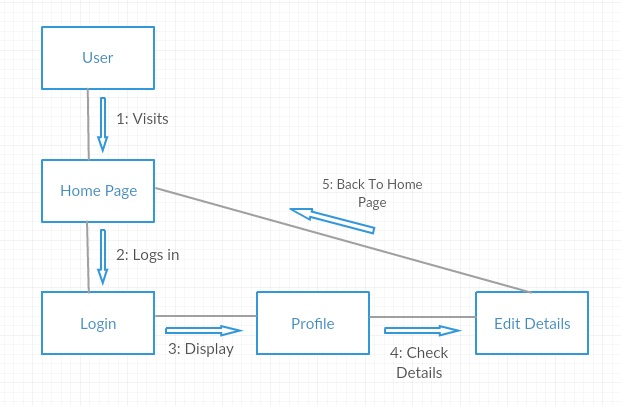 User
1: Visits
Home Page
5: Back To Home
Page
2: Logs in
Login
Profile
Edit Details
3: Display
4: Check
Details